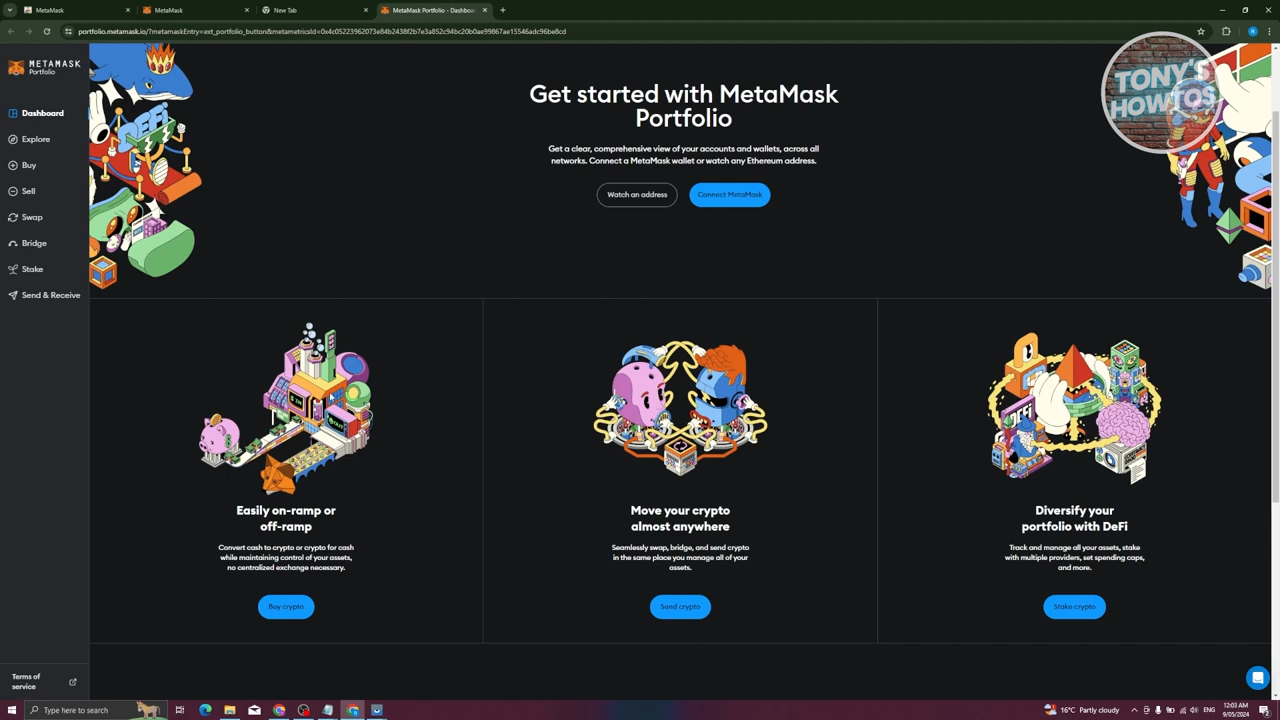 MetaMask
MetaMask
New Tab
MetaMask Portfolio - Dashboa
portfolio.metamask.io/?metamaskEntry=ext_portfolio_button&metametricsId=0x4c05223962073e84b2438f2b7e3a852c94bc20b0ae99867ae15546adc96be8cd
METAMASK
Portfolio
TONY'S
HOWTOS
Dashboard
Explore
Buy
Sell
Swap
Bridge
Stake
Send & Receive
DEFI
Get started with MetaMask
Portfolio
Get a clear, comprehensive view of your accounts and wallets, across all
networks. Connect a MetaMask wallet or watch any Ethereum address.
Watch an address
Connect MetaMask
DEFI
Easily on-ramp or
off-ramp
Convert cash to crypto or crypto for cash
while maintaining control of your assets,
no centralized exchange necessary.
Buy crypto
Move your crypto
almost anywhere
Seamlessly swap, bridge, and send crypto
in the same place you manage all of your
assets.
Send crypto
Diversify your
portfolio with DeFi
Track and manage all your assets, stake
with multiple providers, set spending caps,
and more.
Stake crypto
Terms of
service
Type here to search
16°C Partly cloudy
ENG
12:03 AM
9/05/2024